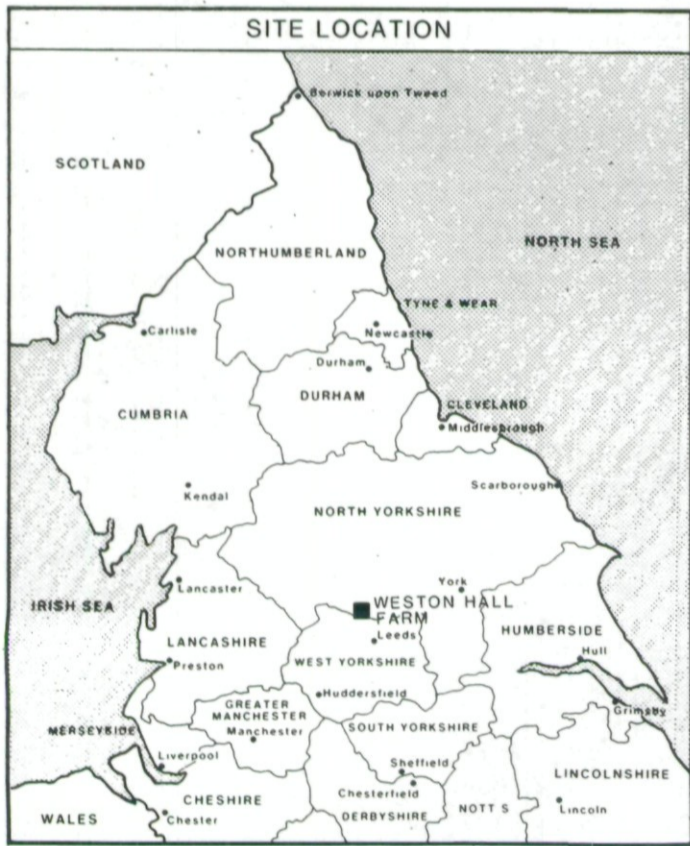 SITE LOCATION
Berwick upon Tweed
SCOTLAND
NORTH SEA
NORTHUMBERLAND
TYNE & WEAR
Carlisle
Newcastle
Durham
DURHAM
CLEVELAND
CUMBRIA
Middlesbrough
Kendal
Scarborough
NORTH YORKSHIRE
Lancaster
York
IRISH SEA
WESTON HALL
FARM
HUMBERSIDE
LANCASHIRE
Leeds
Hull
Preston
WEST YORKSHIRE
Huddersfield
GREATER
MANCHESTER
Grimsby
MERSEYSIDE
Manchester
SOUTH YORKSHIRE
Liverpool
Sheffield
LINCOLNSHIRE
CHESHIRE
Chesterfield
NOTTS
Lincoln
WALES
Chester
DERBYSHIRE